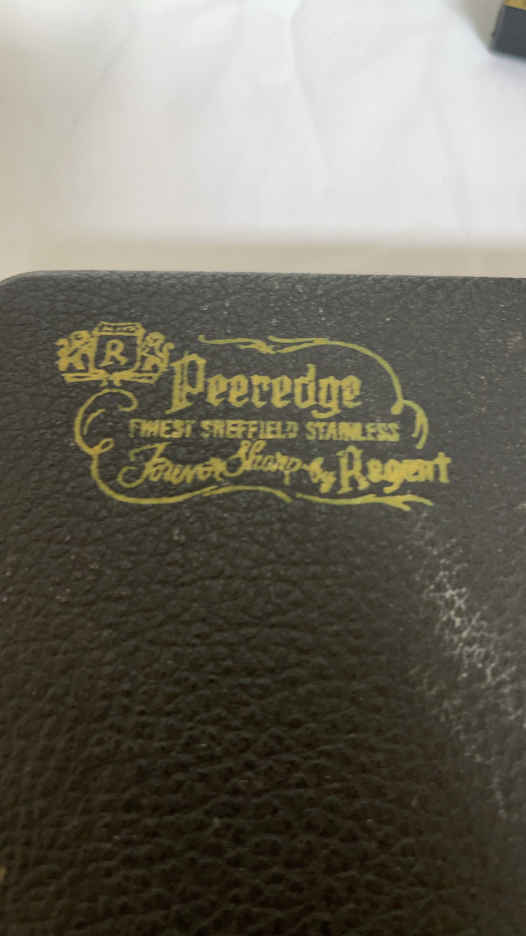 R
Peeredge
FINEST SHEFFIELD STAINLESS
Forever Sharp by Regent